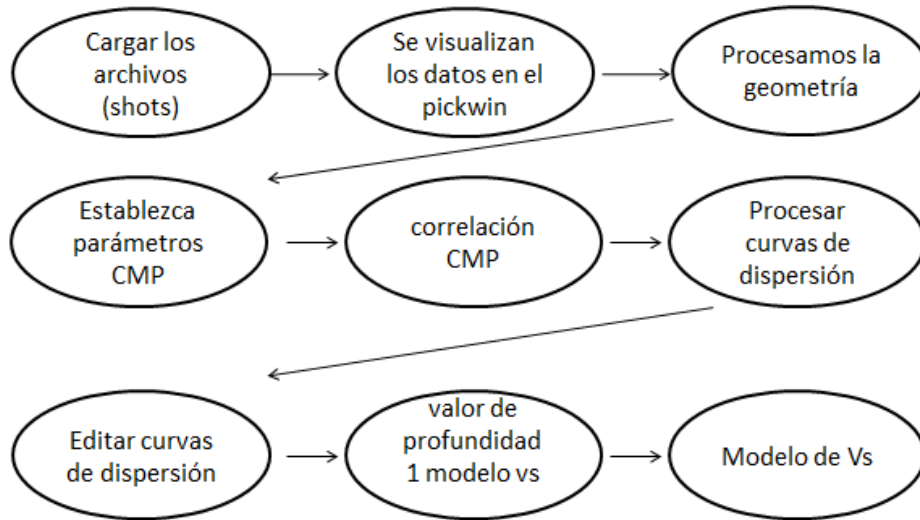 Cargar los
archivos
(shots)
Se visualizan
los datos en el
pickwin
Procesamos la
geometría
Establezca
parámetros
CMP
correlación
CMP
Procesar
curvas de
dispersión
Editar curvas
de dispersión
valor de
profundidad
1 modelo vs
Modelo de Vs